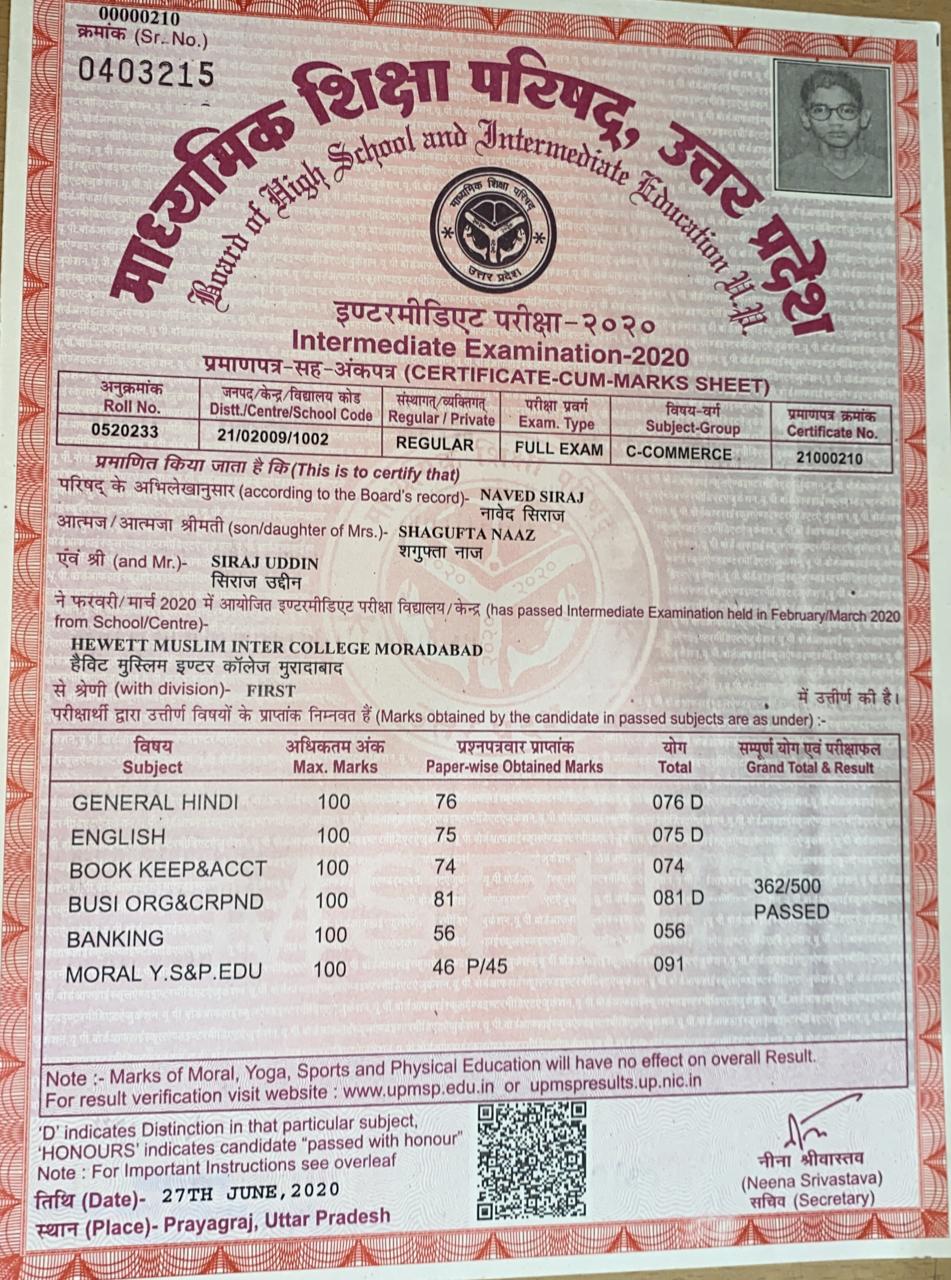 00000210
क्रमांक (Sr. No.)
0403215
माध्यमिक शिक्षा परिषद्, उत्तर प्रदेश
Board of High School and Intermediate Education U.P.
माध्यमिक शिक्षा परिषद्
उत्तर प्रदेश
इण्टरमीडिएट परीक्षा-२०२०
Intermediate Examination-2020
प्रमाणपत्र-सह-अंकपत्र (CERTIFICATE-CUM-MARKS SHEET)
अनुक्रमांक जनपद/केन्द्र/विद्यालय कोड संस्थागत/व्यक्तिगत परीक्षा प्रवर्ग विषय-वर्ग प्रमाणपत्र क्रमांक
Roll No. Distt./Centre/School Code Regular / Private Exam. Type Subject-Group Certificate No.
0520233 21/02009/1002 REGULAR FULL EXAM C-COMMERCE 21000210
प्रमाणित किया जाता है कि (This is to certify that)
परिषद् के अभिलेखानुसार (according to the Board's record)- NAVED SIRAJ
नावेद सिराज
आत्मज/आत्मजा श्रीमती (son/daughter of Mrs.)- SHAGUFTA NAAZ
शगुफ्ता नाज
एवं श्री (and Mr.)- SIRAJ UDDIN
सिराज उद्दीन
ने फरवरी/मार्च 2020 में आयोजित इण्टरमीडिएट परीक्षा विद्यालय/केन्द्र (has passed Intermediate Examination held in February/March 2020
from School/Centre)-
HEWETT MUSLIM INTER COLLEGE MORADABAD
हैविट मुस्लिम इण्टर कॉलेज मुरादाबाद
से श्रेणी (with division)- FIRST में उत्तीर्ण की है।
परीक्षार्थी द्वारा उत्तीर्ण विषयों के प्राप्तांक निम्नवत हैं (Marks obtained by the candidate in passed subjects are as under) :-
विषय अधिकतम अंक प्रश्नपत्रवार प्राप्तांक योग सम्पूर्ण योग एवं परीक्षाफल
Subject Max. Marks Paper-wise Obtained Marks Total Grand Total & Result
GENERAL HINDI 100 76 076 D
ENGLISH 100 75 075 D
BOOK KEEP&ACCT 100 74 074
362/500
BUSI ORG&CRPND 100 81 081 D
PASSED
BANKING 100 56 056
MORAL Y.S&P.EDU 100 46 P/45 091
Note :- Marks of Moral, Yoga, Sports and Physical Education will have no effect on overall Result.
For result verification visit website : www.upmsp.edu.in or upmspresults.up.nic.in
'D' indicates Distinction in that particular subject,
'HONOURS' indicates candidate "passed with honour"
Note : For Important Instructions see overleaf
तिथि (Date)- 27TH JUNE,2020
स्थान (Place)- Prayagraj, Uttar Pradesh
नीना श्रीवास्तव
(Neena Srivastava)
सचिव (Secretary)